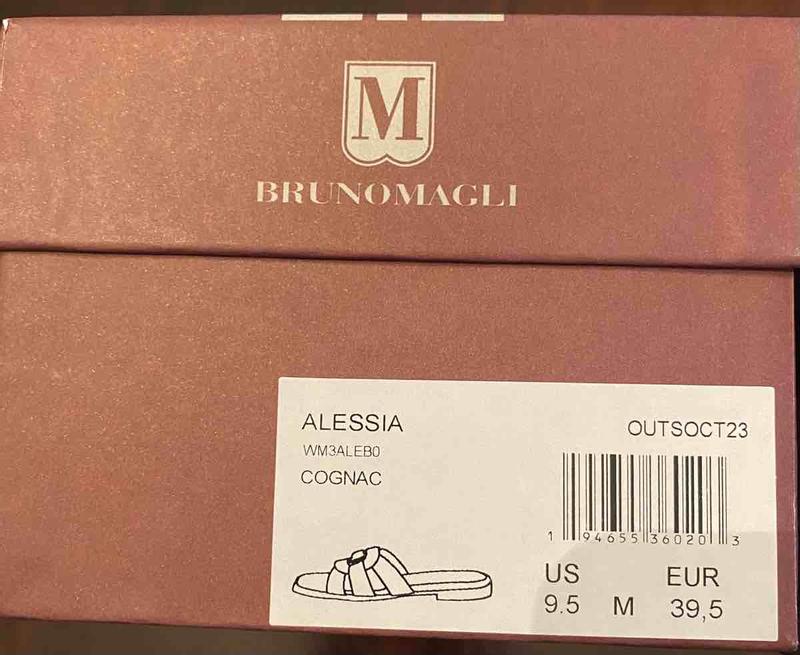 M
BRUNOMAGLI
ALESSIA
OUTSOCT23
WM3ALEB0
COGNAC
1 94655 36020 3
US EUR
9.5 M 39,5